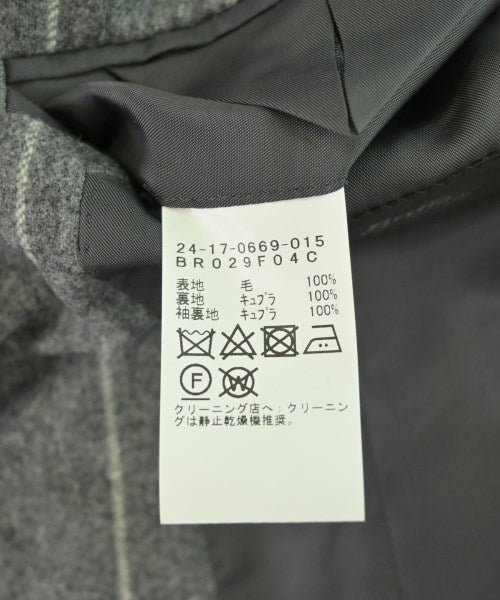 24-17-0669-015
BR029F04C
表地 毛 100%
裏地 キュプラ 100%
袖裏地 キュプラ 100%
F W
クリーニング店へ:クリーニン
グは静止乾燥機推奨。